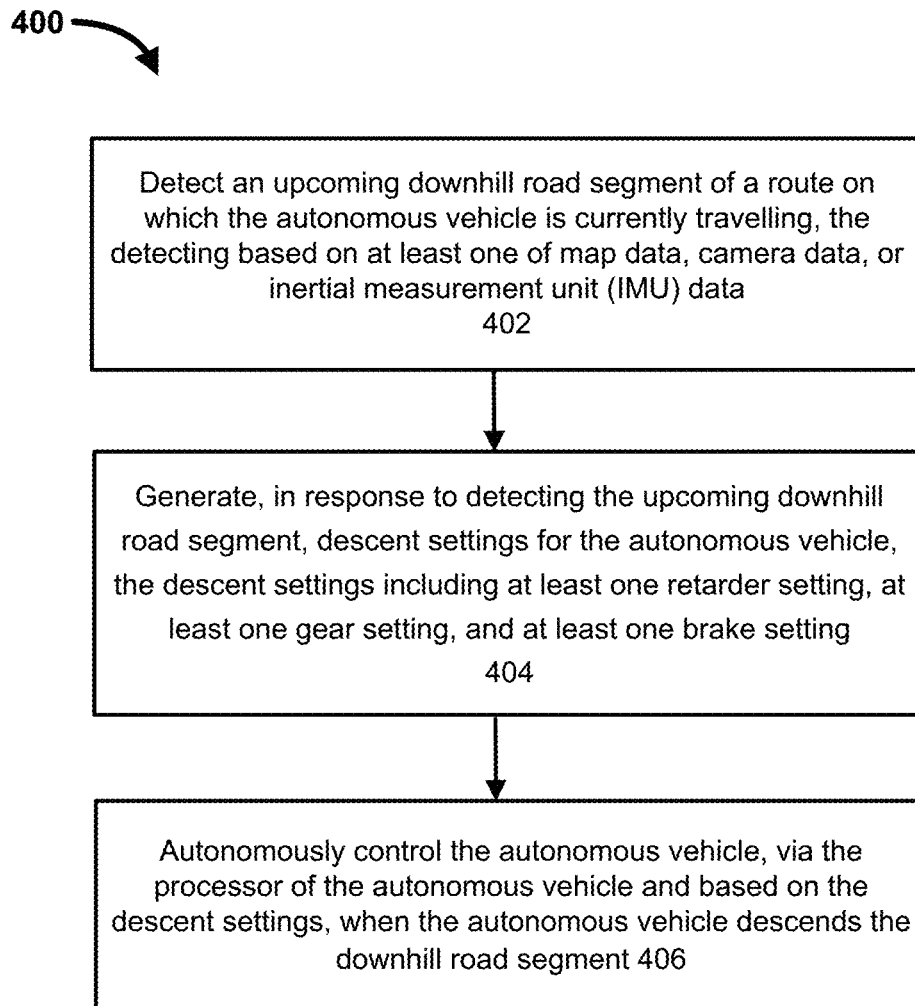 400
Detect an upcoming downhill road segment of a route on
which the autonomous vehicle is currently travelling, the
detecting based on at least one of map data, camera data, or
inertial measurement unit (IMU) data
402
Generate, in response to detecting the upcoming downhill
road segment, descent settings for the autonomous vehicle,
the descent settings including at least one retarder setting, at
least one gear setting, and at least one brake setting
404
Autonomously control the autonomous vehicle, via the
processor of the autonomous vehicle and based on the
descent settings, when the autonomous vehicle descends the
downhill road segment 406